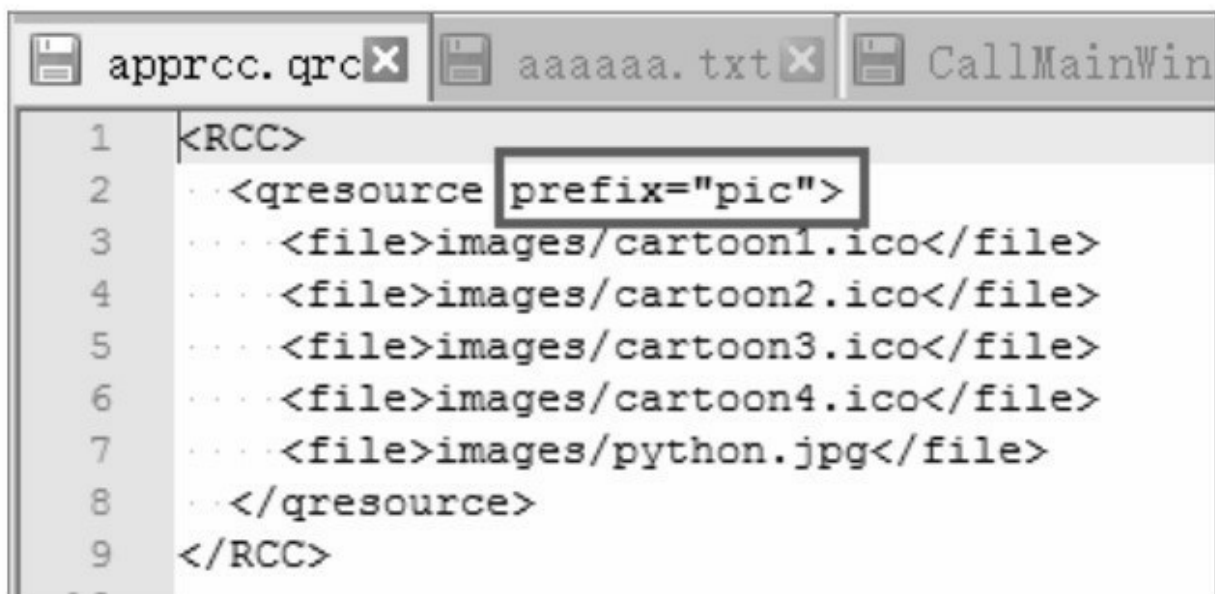 apprcc.qrc aaaaaa.txt CallMainWin
1 <RCC>
2 <qresource prefix="pic">
3 <file>images/cartoon1.ico</file>
4 <file>images/cartoon2.ico</file>
5 <file>images/cartoon3.ico</file>
6 <file>images/cartoon4.ico</file>
7 <file>images/python.jpg</file>
8 </qresource>
9 </RCC>